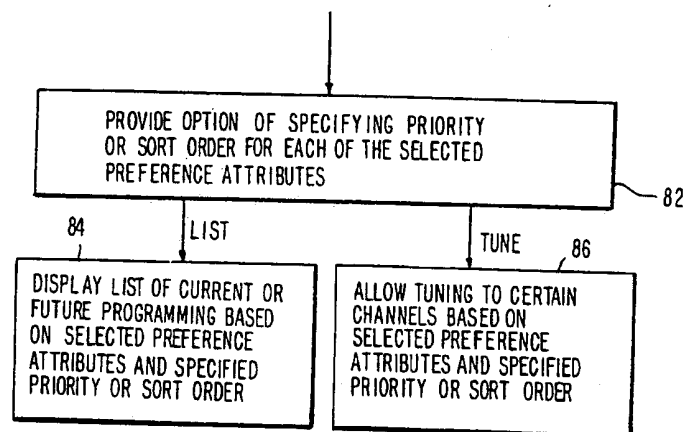 PROVIDE OPTION OF SPECIFYING PRIORITY
OR SORT ORDER FOR EACH OF THE SELECTED
PREFERENCE ATTRIBUTES
82
84
LIST
TUNE
86
DISPLAY LIST OF CURRENT OR
FUTURE PROGRAMMING BASED
ON SELECTED PREFERENCE
ATTRIBUTES AND SPECIFIED
PRIORITY OR SORT ORDER
ALLOW TUNING TO CERTAIN
CHANNELS BASED ON
SELECTED PREFERENCE
ATTRIBUTES AND SPECIFIED
PRIORITY OR SORT ORDER